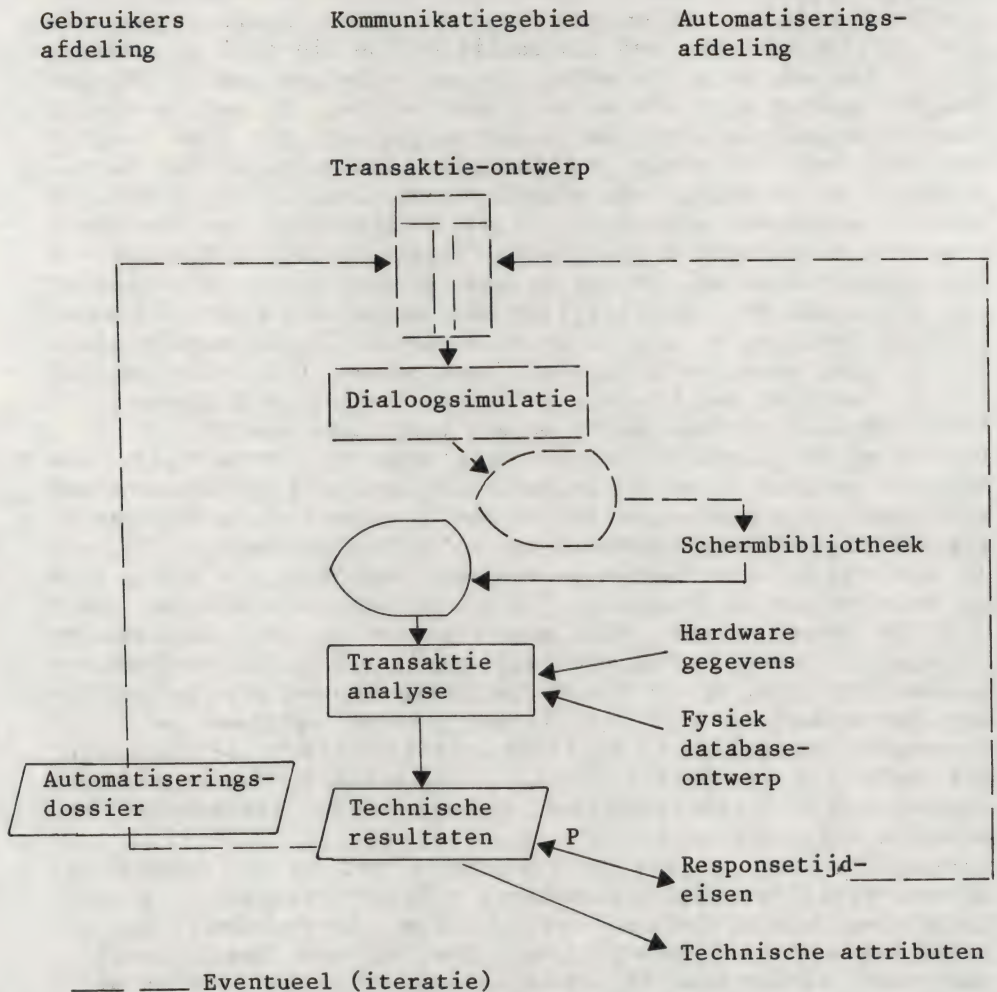 Gebruikers
afdeling
Kommunikatiegebied
Automatiserings-
afdeling
Transaktie-ontwerp
Dialoogsimulatie
Schermbibliotheek
Transaktie
analyse
Hardware
gegevens
Fysiek
database-
ontwerp
Automatiserings-
dossier
Technische
resultaten
P
Responsetijd-
eisen
Technische attributen
Eventueel (iteratie)